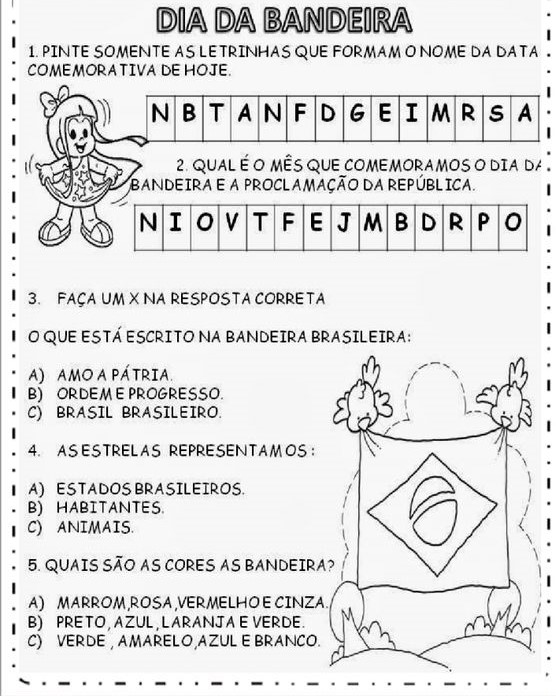 DIA DA BANDEIRA
1. PINTE SOMENTE AS LETRINHAS QUE FORMAM O NOME DA DATA
COMEMORATIVA DE HOJE.
N B T A N F D G E I M R S A
2. QUAL É O MÊS QUE COMEMORAMOS O DIA DA
BANDEIRA E A PROCLAMAÇÃO DA REPÚBLICA.
N I O V T F E J M B D R P O
3. FAÇA UM X NA RESPOSTA CORRETA
O QUE ESTÁ ESCRITO NA BANDEIRA BRASILEIRA:
A) AMO A PÁTRIA.
B) ORDEM E PROGRESSO.
C) BRASIL BRASILEIRO.
4. AS ESTRELAS REPRESENTAM OS:
A) ESTADOS BRASILEIROS.
B) HABITANTES.
C) ANIMAIS.
5. QUAIS SÃO AS CORES AS BANDEIRA?
A) MARROM,ROSA,VERMELHO E CINZA.
B) PRETO, AZUL, LARANJA E VERDE.
C) VERDE, AMARELO,AZUL E BRANCO.